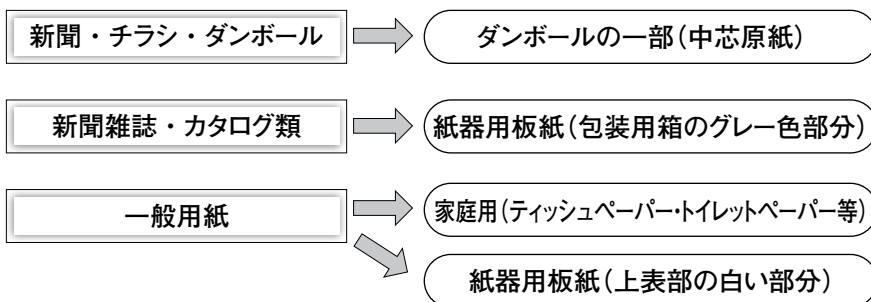 新聞・チラシ・ダンボール
ダンボールの一部（中芯原紙）
新聞雑誌・カタログ類
紙器用板紙（包装用箱のグレー色部分）
一般用紙
家庭用（ティッシュペーパー・トイレットペーパー等）
紙器用板紙（上表部の白い部分）